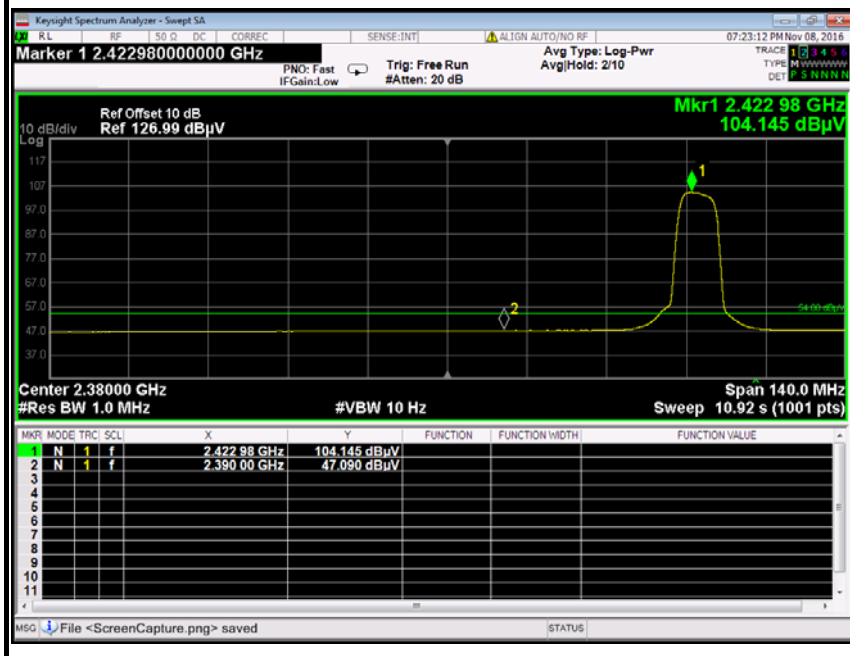 Keysight Spectrum Analyzer - Swept SA
RL RF 50 Ω DC CORREC SENSE:INT ALIGN AUTO/NO RF 07:23:12 PM Nov 08, 2016
Marker 1 2.422980000000 GHz
PNO: Fast
IFGain:Low
Trig: Free Run
#Atten: 20 dB
Avg Type: Log-Pwr
Avg|Hold: 2/10
TRACE 1 2 3 4 5 6
TYPE M W W W W W
DET P S N N N N
Mkr1 2.422 98 GHz
104.145 dBµV
Ref Offset 10 dB
10 dB/div Ref 126.99 dBµV
Log
117
1
107
97.0
87.0
77.0
67.0
57.0
2
54.00 dBµV
47.0
37.0
Center 2.38000 GHz Span 140.0 MHz
#Res BW 1.0 MHz #VBW 10 Hz Sweep 10.92 s (1001 pts)
MKR MODE TRC SCL X Y FUNCTION FUNCTION WIDTH FUNCTION VALUE
1 N 1 f 2.422 98 GHz 104.145 dBµV
2 N 1 f 2.390 00 GHz 47.090 dBµV
3
4
5
6
7
8
9
10
11
MSG File <ScreenCapture.png> saved STATUS